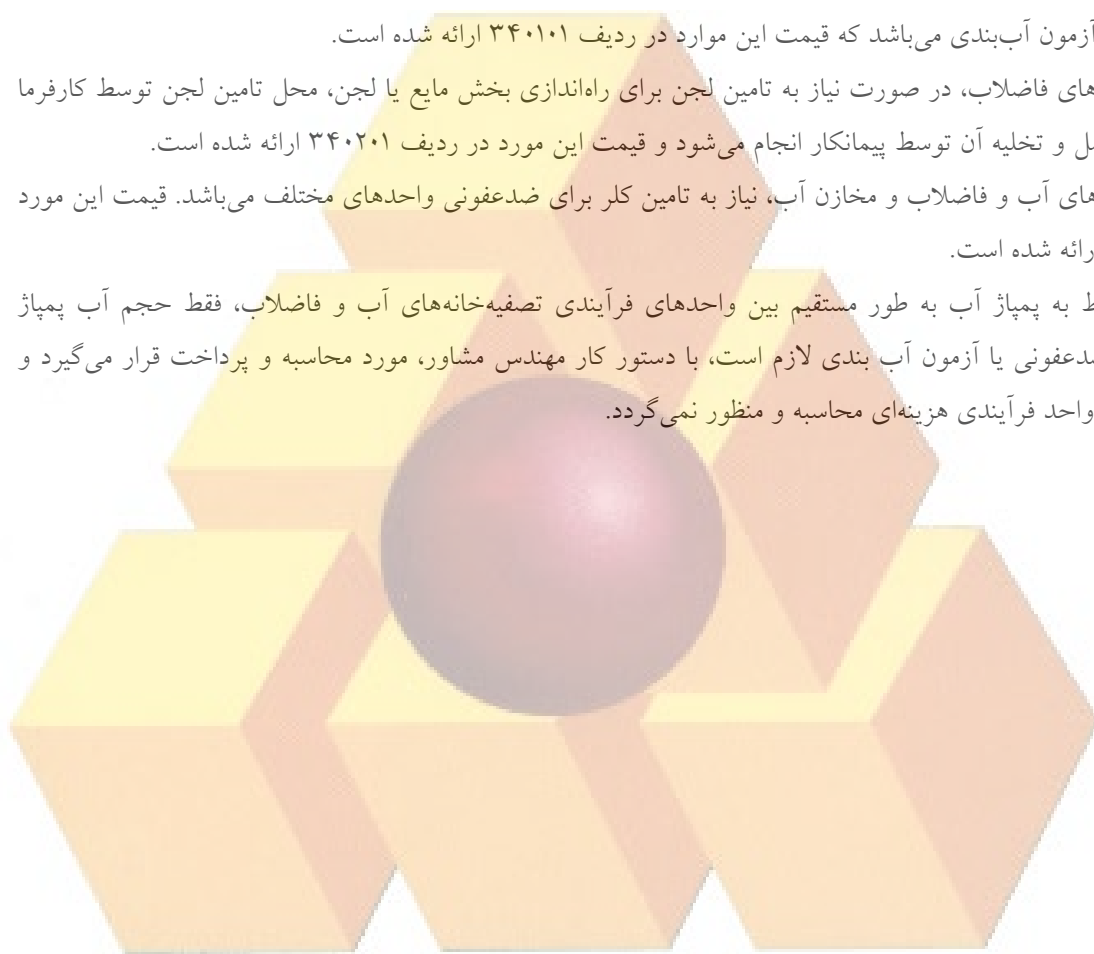 آزمون آب‌بندی می‌باشد که قیمت این موارد در ردیف ۳۴۰۱۰۱ ارائه شده است.
های فاضلاب، در صورت نیاز به تامین لجن برای راه‌اندازی بخش مایع یا لجن، محل تامین لجن توسط کارفرما
ل و تخلیه آن توسط پیمانکار انجام می‌شود و قیمت این مورد در ردیف ۳۴۰۲۰۱ ارائه شده است.
های آب و فاضلاب و مخازن آب، نیاز به تامین کلر برای ضدعفونی واحدهای مختلف می‌باشد. قیمت این مورد
رائه شده است.
ط به پمپاژ آب به طور مستقیم بین واحدهای فرآیندی تصفیه‌خانه‌های آب و فاضلاب، فقط حجم آب پمپاژ
دعفونی یا آزمون آب بندی لازم است، با دستور کار مهندس مشاور، مورد محاسبه و پرداخت قرار می‌گیرد و
واحد فرآیندی هزینه‌ای محاسبه و منظور نمی‌گردد.